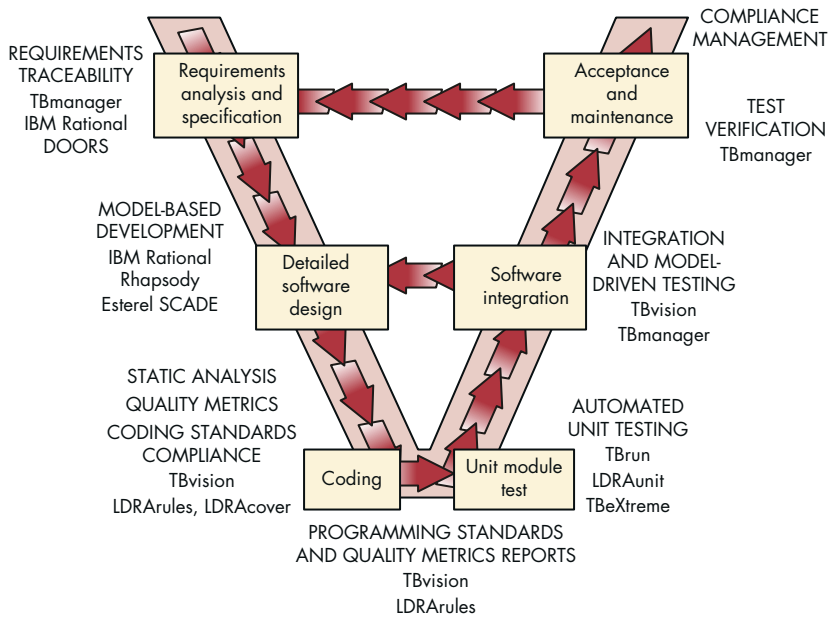 COMPLIANCE
MANAGEMENT
REQUIREMENTS
TRACEABILITY
TBmanager
IBM Rational
DOORS
Requirements
analysis and
specification
Acceptance
and
maintenance
TEST
VERIFICATION
TBmanager
MODEL-BASED
DEVELOPMENT
IBM Rational
Rhapsody
Esterel SCADE
Detailed
software
design
Software
integration
INTEGRATION
AND MODEL-
DRIVEN TESTING
TBvision
TBmanager
STATIC ANALYSIS
QUALITY METRICS
CODING STANDARDS
COMPLIANCE
TBvision
LDRArules, LDRAcover
Coding
Unit module
test
AUTOMATED
UNIT TESTING
TBrun
LDRAunit
TBeXtreme
PROGRAMMING STANDARDS
AND QUALITY METRICS REPORTS
TBvision
LDRArules